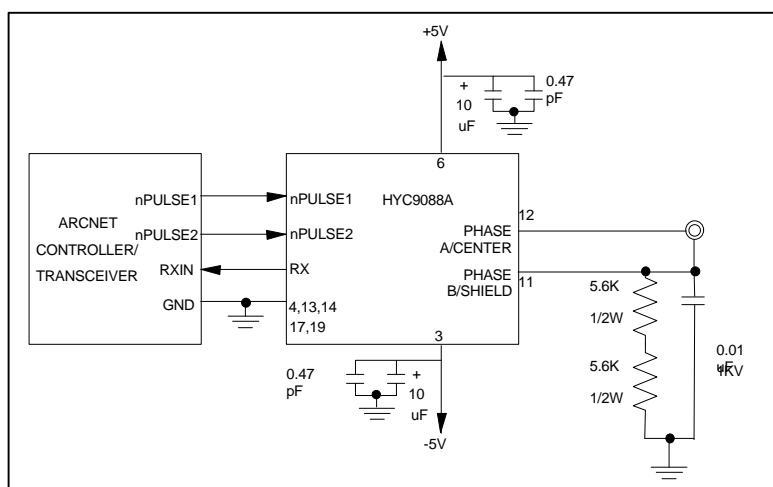 +5V
+
10
uF
0.47
pF
6
nPULSE1
nPULSE1
HYC9088A
ARCNET
CONTROLLER/
TRANSCEIVER
nPULSE2
nPULSE2
PHASE
A/CENTER
12
RXIN
RX
PHASE
B/SHIELD
11
GND
4,13,14
17,19
3
5.6K
1/2W
5.6K
1/2W
0.01
uF
1KV
0.47
pF
+
10
uF
-5V